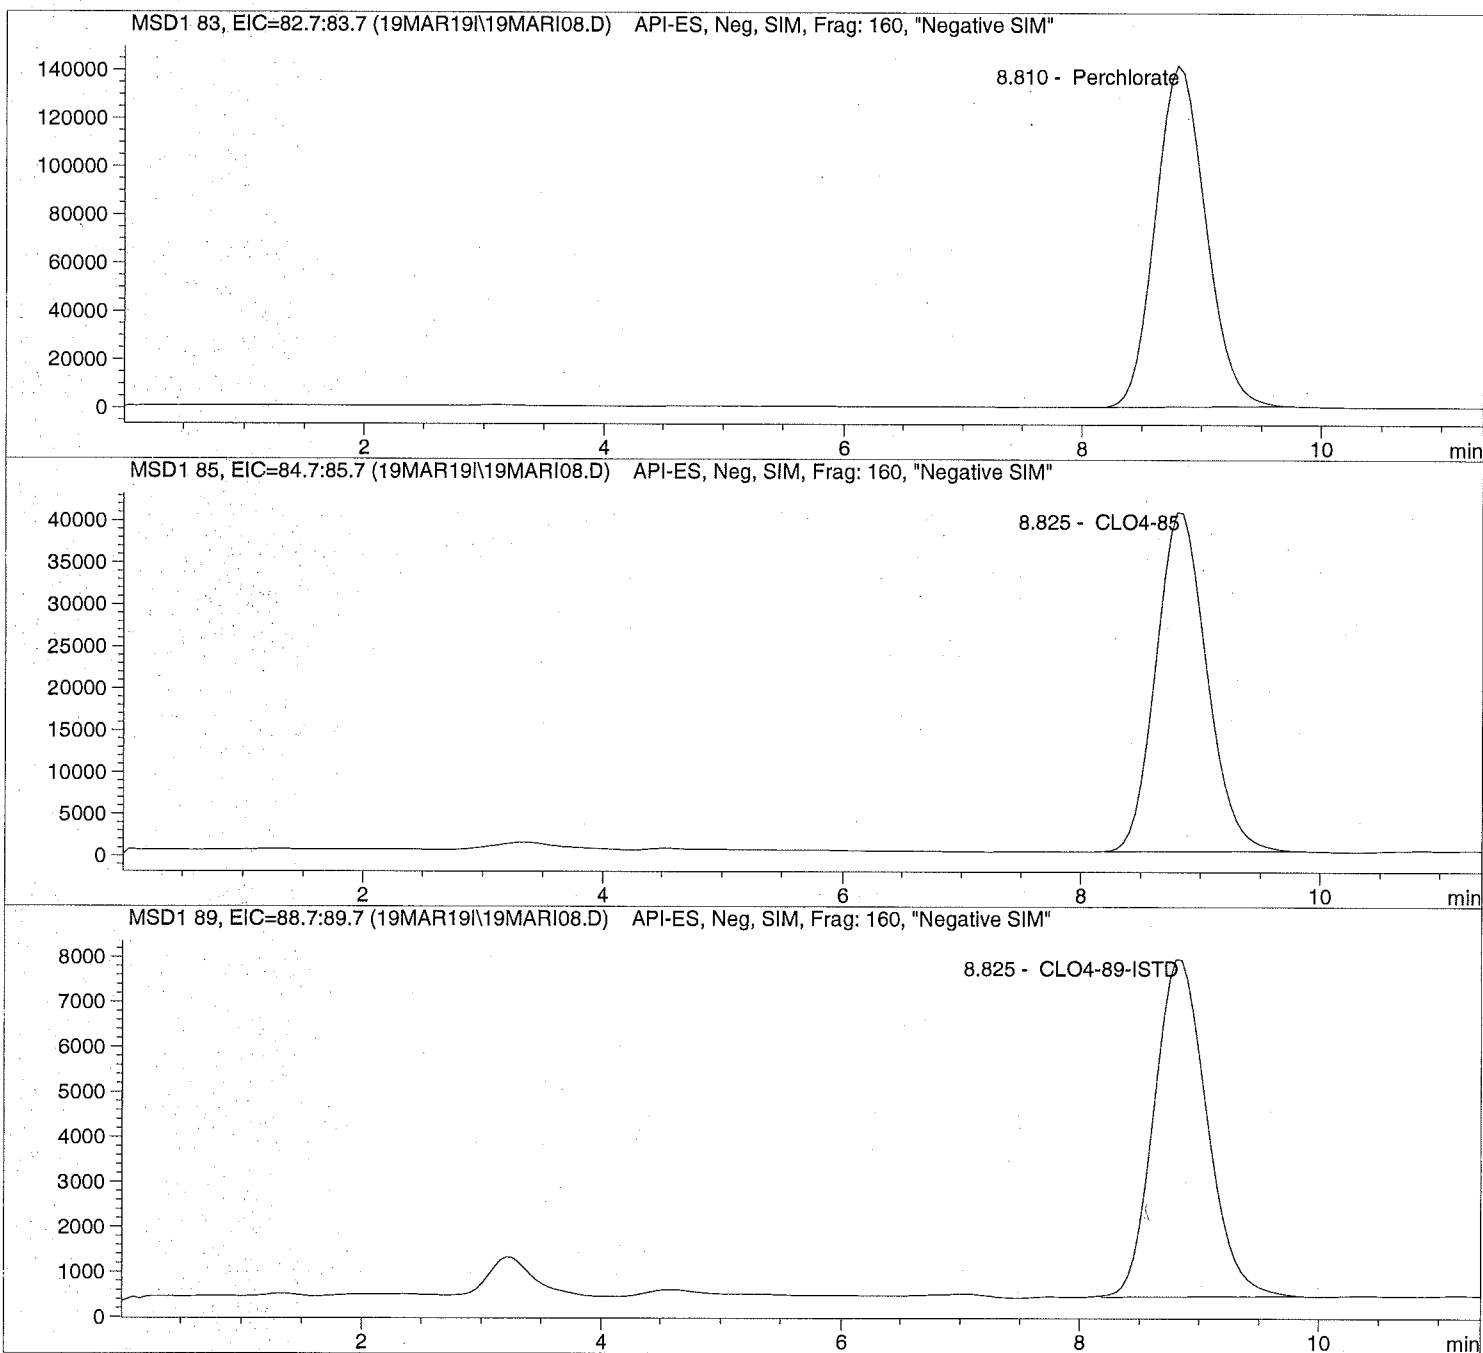 MSD1 83, EIC=82.7:83.7 (19MAR19I\19MARI08.D) API-ES, Neg, SIM, Frag: 160, "Negative SIM"
140000
8.810 - Perchlorate
120000
100000
80000
60000
40000
20000
0
2 4 6 8 10 min
MSD1 85, EIC=84.7:85.7 (19MAR19I\19MARI08.D) API-ES, Neg, SIM, Frag: 160, "Negative SIM"
40000
8.825 - CLO4-85
35000
30000
25000
20000
15000
10000
5000
0
2 4 6 8 10 min
MSD1 89, EIC=88.7:89.7 (19MAR19I\19MARI08.D) API-ES, Neg, SIM, Frag: 160, "Negative SIM"
8000
8.825 - CLO4-89-ISTD
7000
6000
5000
4000
3000
2000
1000
0
2 4 6 8 10 min